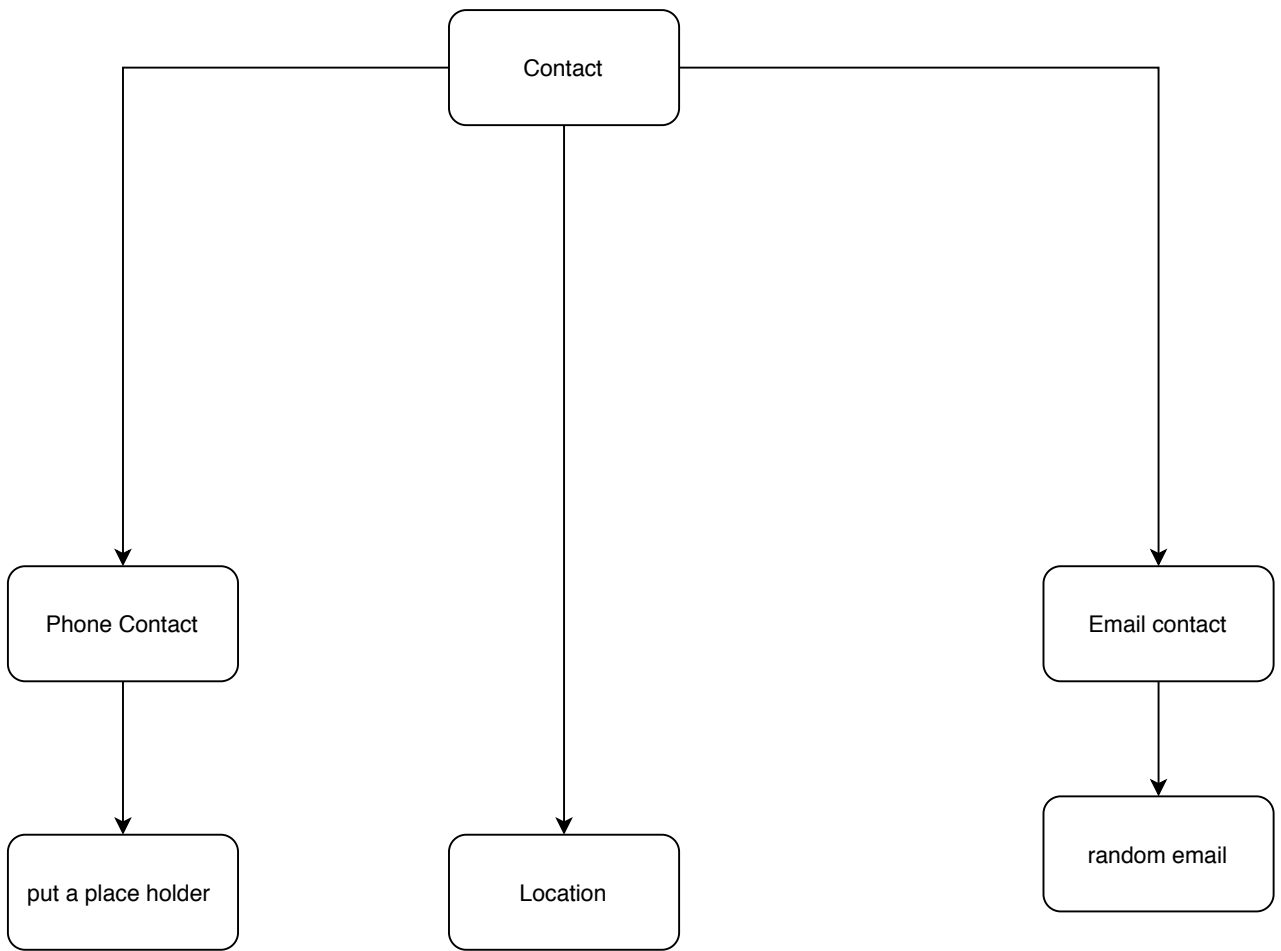 Contact
Phone Contact
Email contact
put a place holder
Location
random email